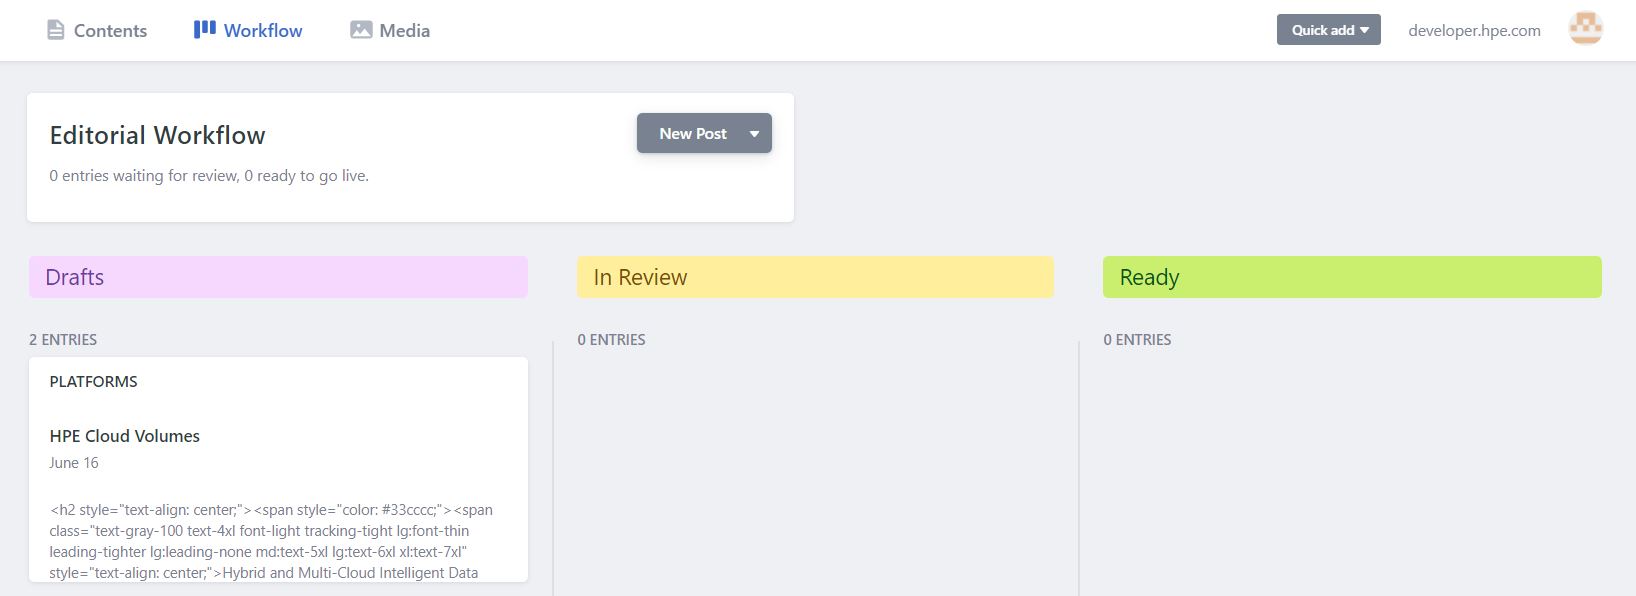 Contents Workflow Media Quick add developer.hpe.com
Editorial Workflow
New Post
0 entries waiting for review, 0 ready to go live.
Drafts
In Review
Ready
2 ENTRIES
0 ENTRIES
0 ENTRIES
PLATFORMS
HPE Cloud Volumes
June 16
<h2 style="text-align: center;"><span style="color: #33cccc;"><span
class="text-gray-100 text-4xl font-light tracking-tight lg:font-thin
leading-tighter lg:leading-none md:text-5xl lg:text-6xl xl:text-7xl"
style="text-align: center;">Hybrid and Multi-Cloud Intelligent Data